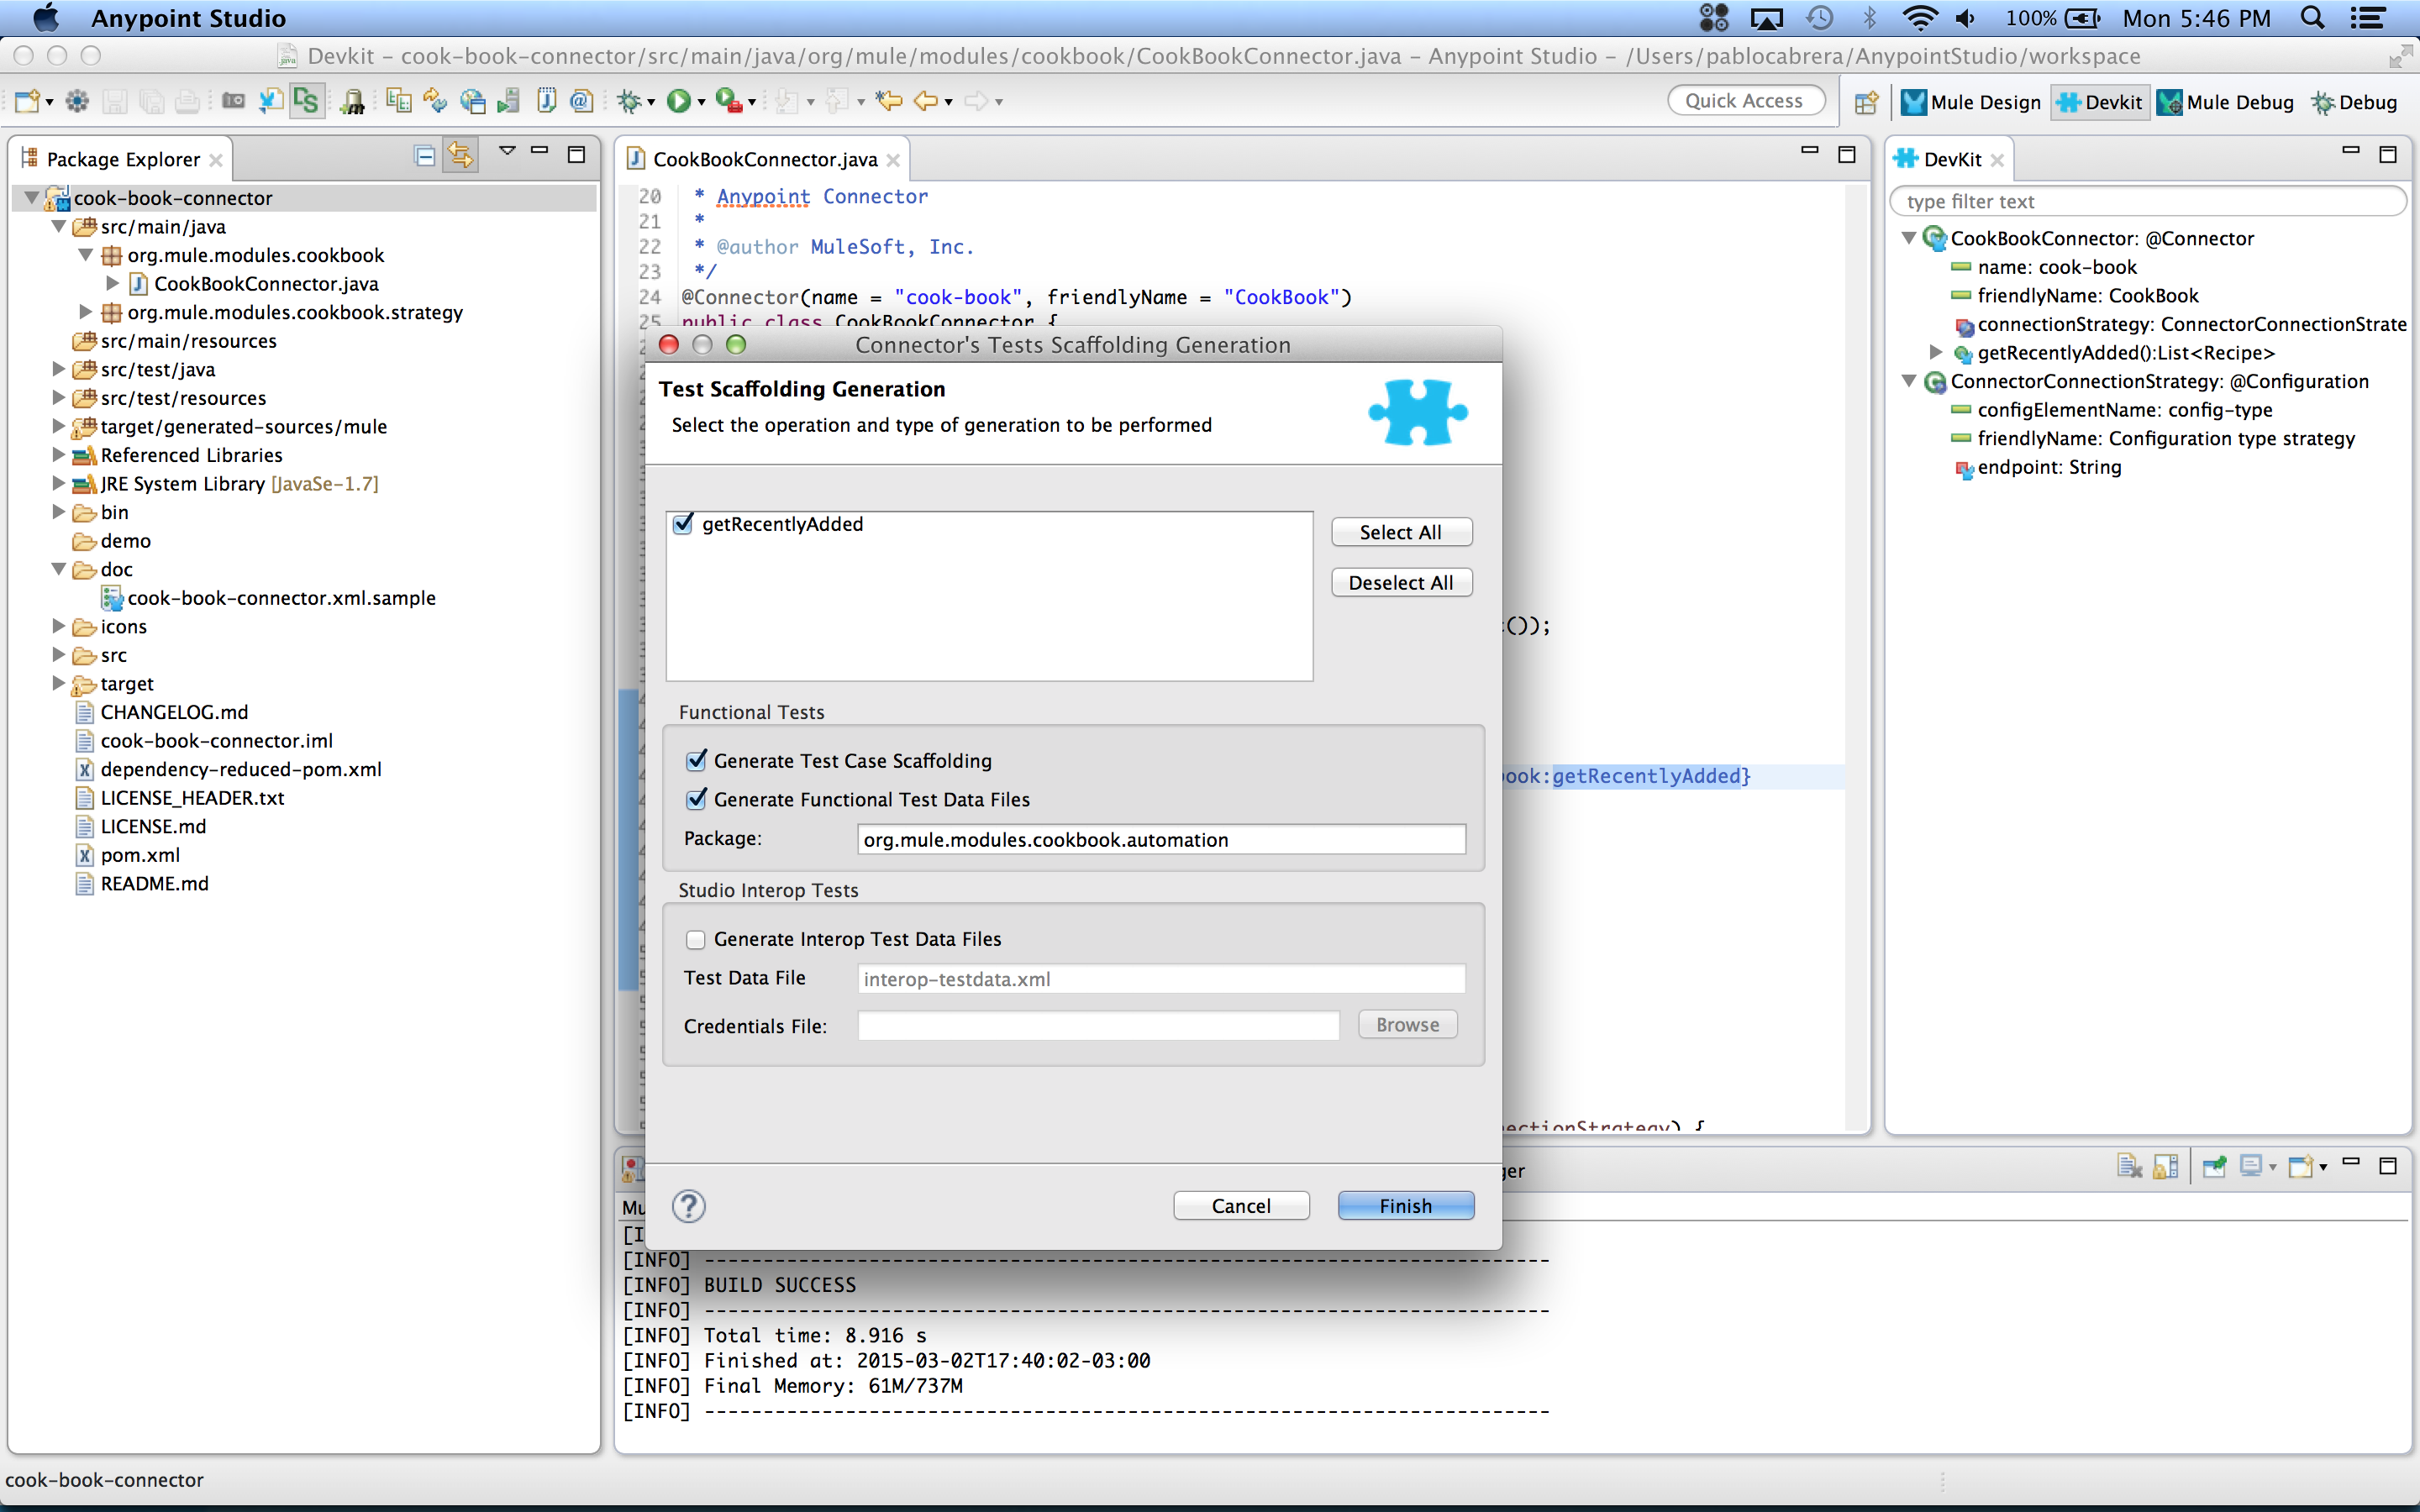 Anypoint Studio
100%
Mon 5:46 PM
Devkit – cook-book-connector/src/main/java/org/mule/modules/cookbook/CookBookConnector.java – Anypoint Studio – /Users/pablocabrera/AnypointStudio/workspace
Quick Access
Mule Design
Devkit
Mule Debug
Debug
Package Explorer
cook-book-connector
src/main/java
org.mule.modules.cookbook
CookBookConnector.java
org.mule.modules.cookbook.strategy
src/main/resources
src/test/java
src/test/resources
target/generated-sources/mule
Referenced Libraries
JRE System Library [JavaSe-1.7]
bin
demo
doc
cook-book-connector.xml.sample
icons
src
target
CHANGELOG.md
cook-book-connector.iml
dependency-reduced-pom.xml
LICENSE_HEADER.txt
LICENSE.md
pom.xml
README.md
CookBookConnector.java
20 * Anypoint Connector
21 *
22 * @author MuleSoft, Inc.
23 */
24 @Connector(name = "cook-book", friendlyName = "CookBook")
25 public class CookBookConnector {
());
ook:getRecentlyAdded}
ectionStrategy) {
Connector's Tests Scaffolding Generation
Test Scaffolding Generation
Select the operation and type of generation to be performed
getRecentlyAdded
Select All
Deselect All
Functional Tests
Generate Test Case Scaffolding
Generate Functional Test Data Files
Package: org.mule.modules.cookbook.automation
Studio Interop Tests
Generate Interop Test Data Files
Test Data File interop-testdata.xml
Credentials File:
Browse
?
Cancel
Finish
DevKit
type filter text
CookBookConnector: @Connector
name: cook-book
friendlyName: CookBook
connectionStrategy: ConnectorConnectionStrate
getRecentlyAdded():List<Recipe>
ConnectorConnectionStrategy: @Configuration
configElementName: config-type
friendlyName: Configuration type strategy
endpoint: String
ger
Mu
[I
[INFO] ------------------------------------------------------------------------
[INFO] BUILD SUCCESS
[INFO] ------------------------------------------------------------------------
[INFO] Total time: 8.916 s
[INFO] Finished at: 2015-03-02T17:40:02-03:00
[INFO] Final Memory: 61M/737M
[INFO] ------------------------------------------------------------------------
cook-book-connector